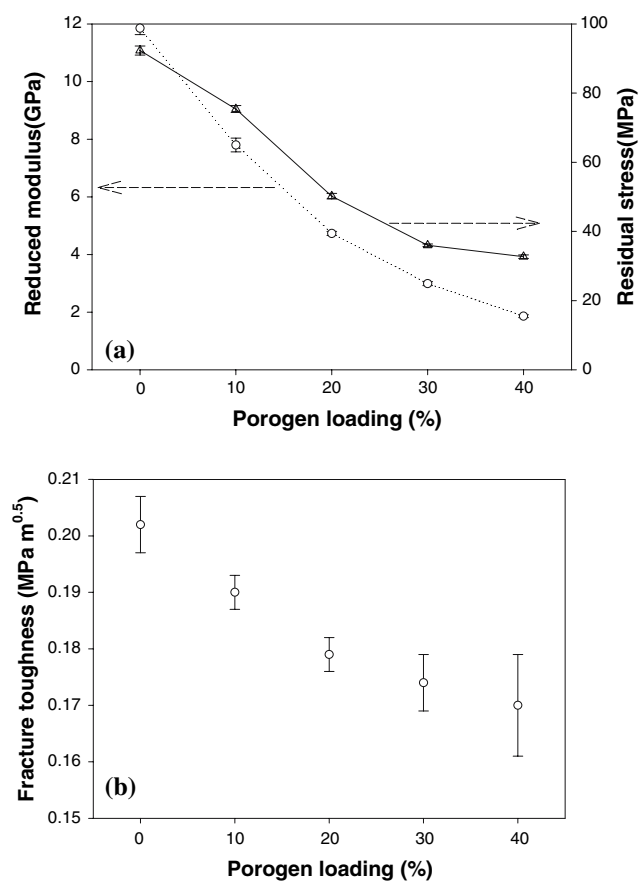 12
10
8
6
4
2
0
Reduced modulus(GPa)
100
80
60
40
20
0
Residual stress(MPa)
(a)
0 10 20 30 40
Porogen loading (%)
0.21
0.20
0.19
0.18
0.17
0.16
0.15
Fracture toughness (MPa m^0.5)
(b)
0 10 20 30 40
Porogen loading (%)